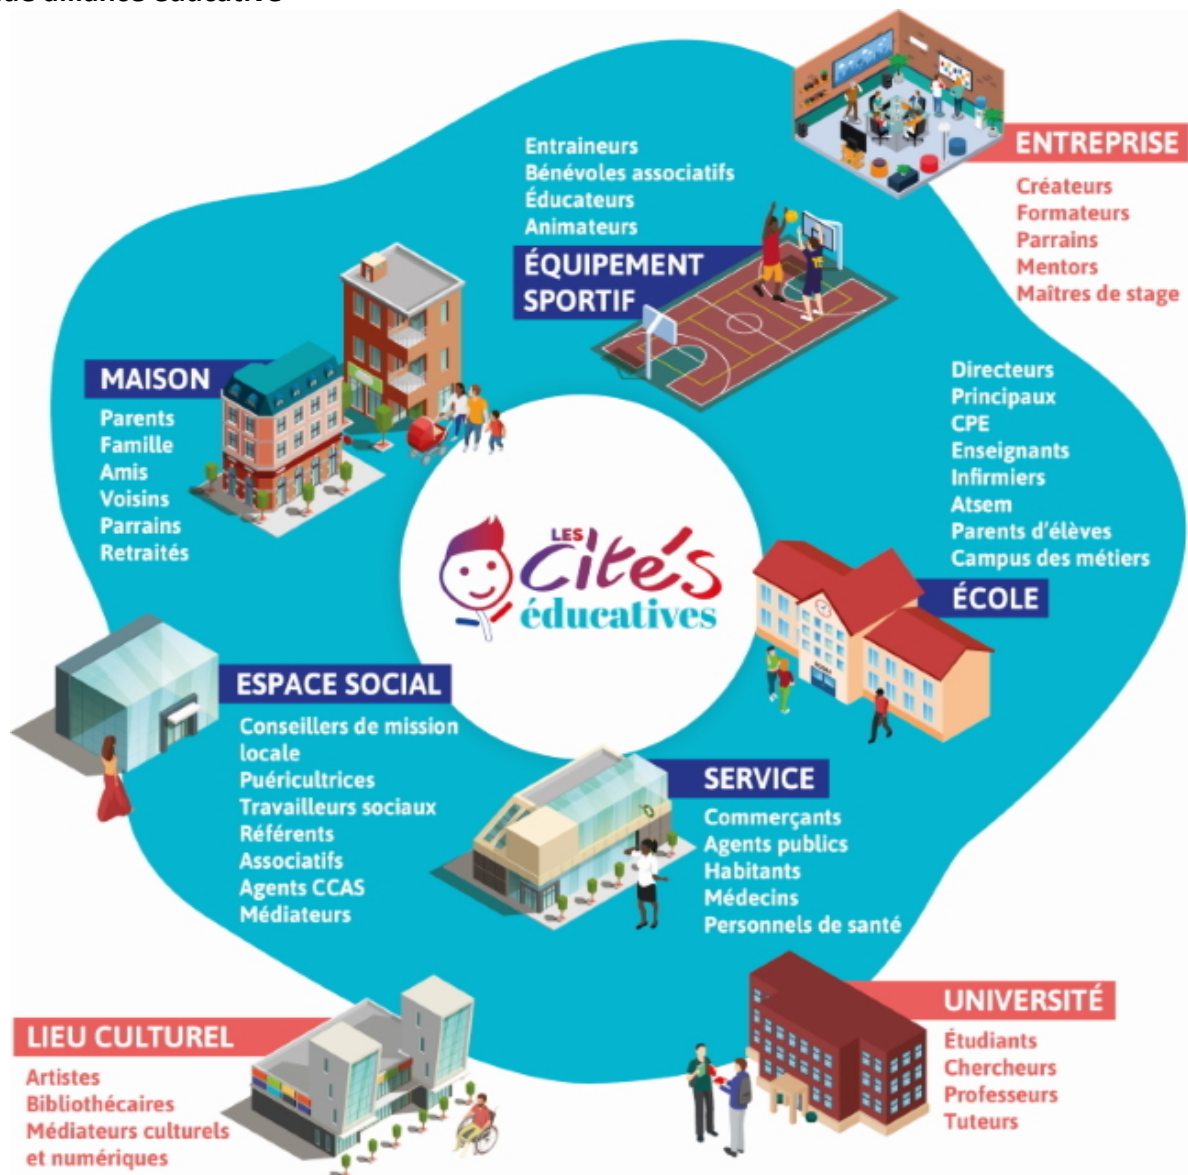 ENTREPRISE
Créateurs
Formateurs
Parrains
Mentors
Maîtres de stage
Entraineurs
Bénévoles associatifs
Éducateurs
Animateurs
ÉQUIPEMENT
SPORTIF
MAISON
Parents
Famille
Amis
Voisins
Parrains
Retraités
Directeurs
Principaux
CPE
Enseignants
Infirmiers
Atsem
Parents d'élèves
Campus des métiers
ÉCOLE
LES
Cités
éducatives
ESPACE SOCIAL
Conseillers de mission
locale
Puéricultrices
Travailleurs sociaux
Référents
Associatifs
Agents CCAS
Médiateurs
SERVICE
Commerçants
Agents publics
Habitants
Médecins
Personnels de santé
LIEU CULTUREL
Artistes
Bibliothécaires
Médiateurs culturels
et numériques
UNIVERSITÉ
Étudiants
Chercheurs
Professeurs
Tuteurs